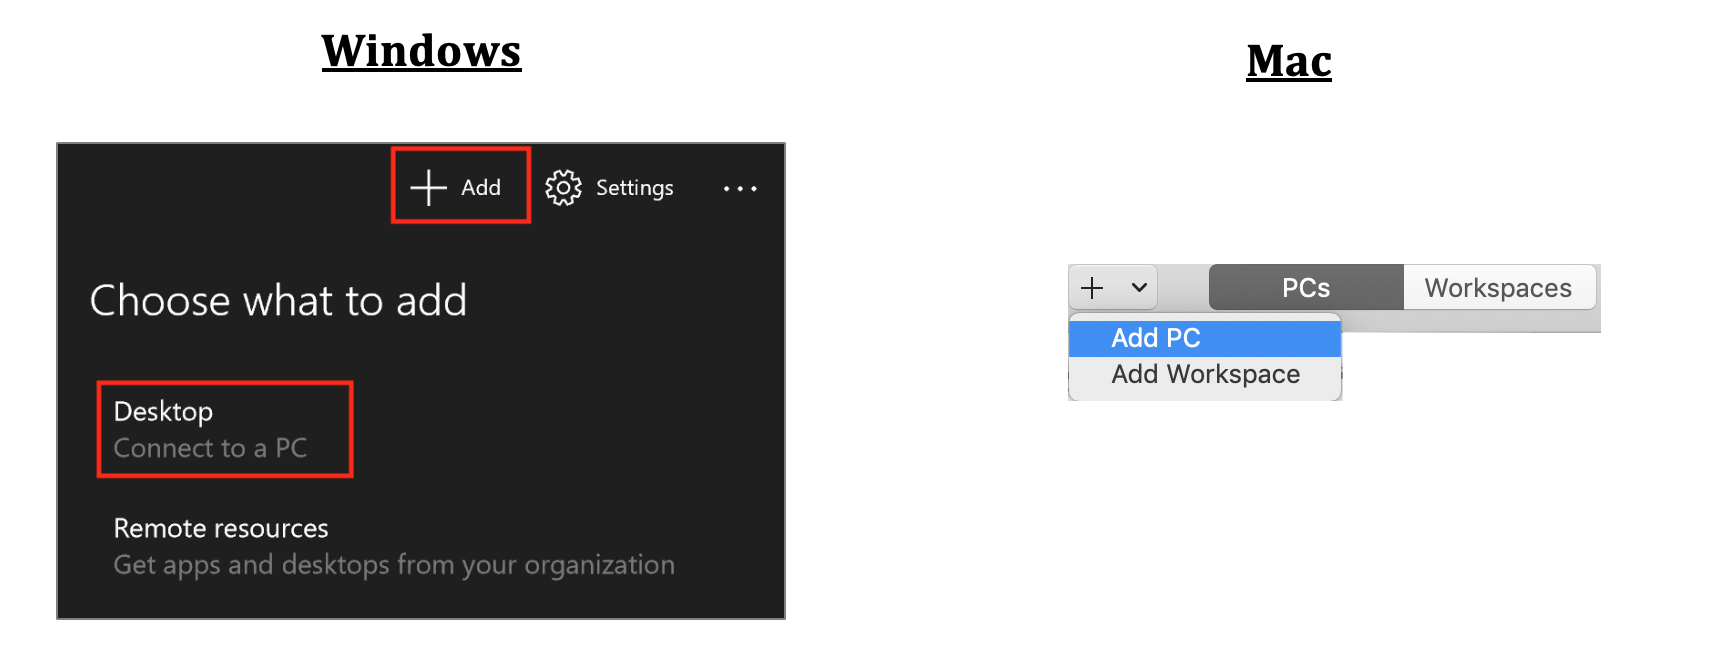 Windows
Mac
+ Add
Settings
...
Choose what to add
Desktop
Connect to a PC
Remote resources
Get apps and desktops from your organization
+
PCs
Workspaces
Add PC
Add Workspace